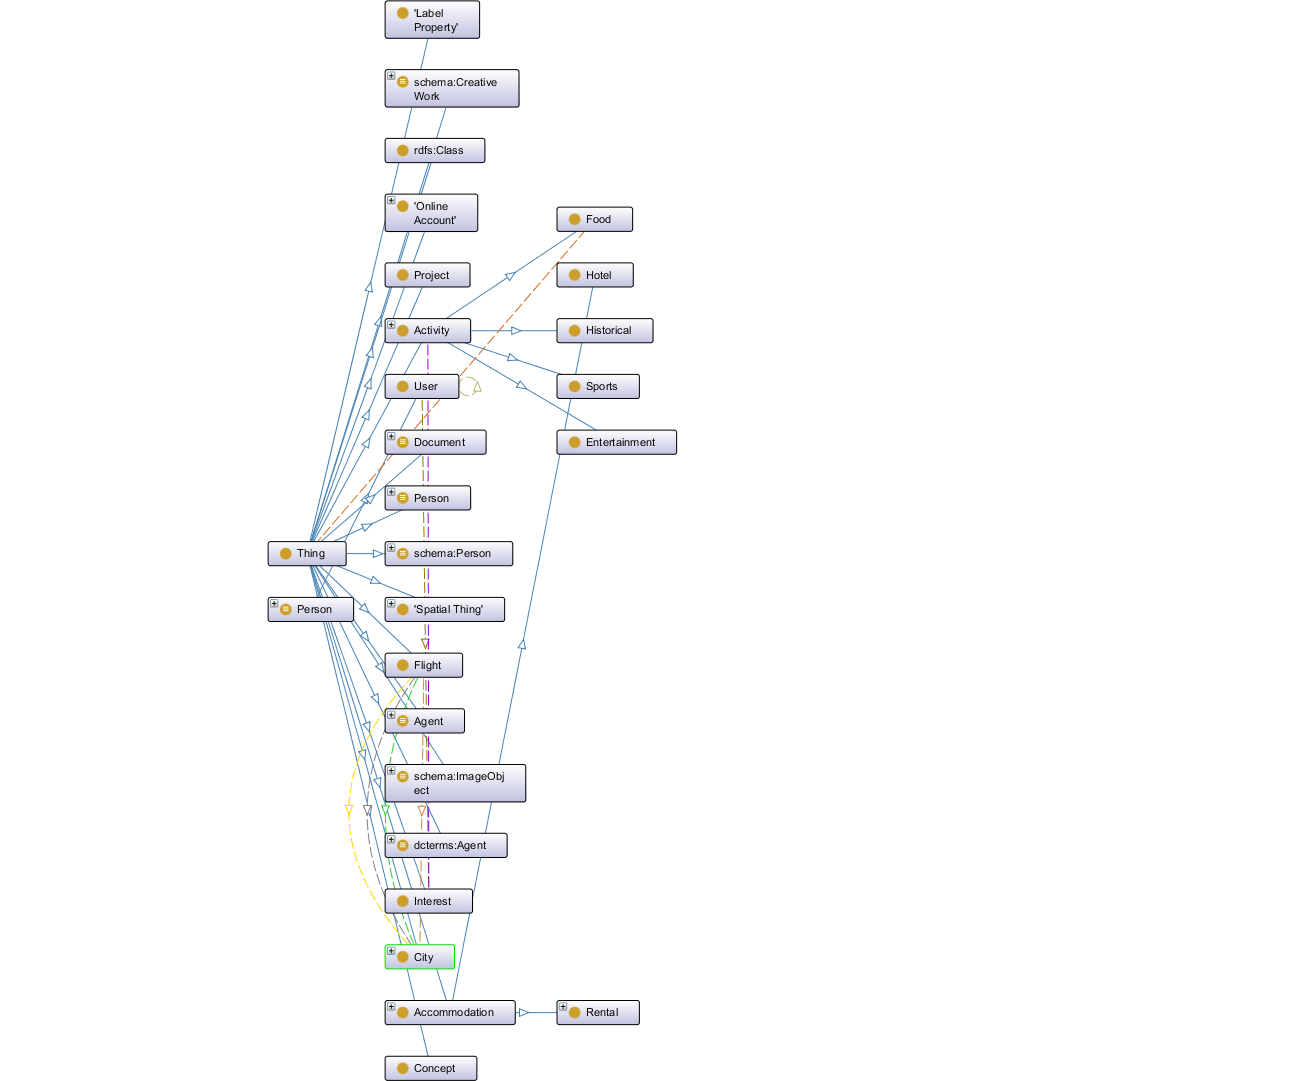 'Label
Property'
schema:Creative
Work
rdfs:Class
'Online
Account'
Food
Project
Hotel
Activity
Historical
User
Sports
Document
Entertainment
Person
Thing
schema:Person
Person
'Spatial Thing'
Flight
Agent
schema:ImageObj
ect
dcterms:Agent
Interest
City
Accommodation
Rental
Concept